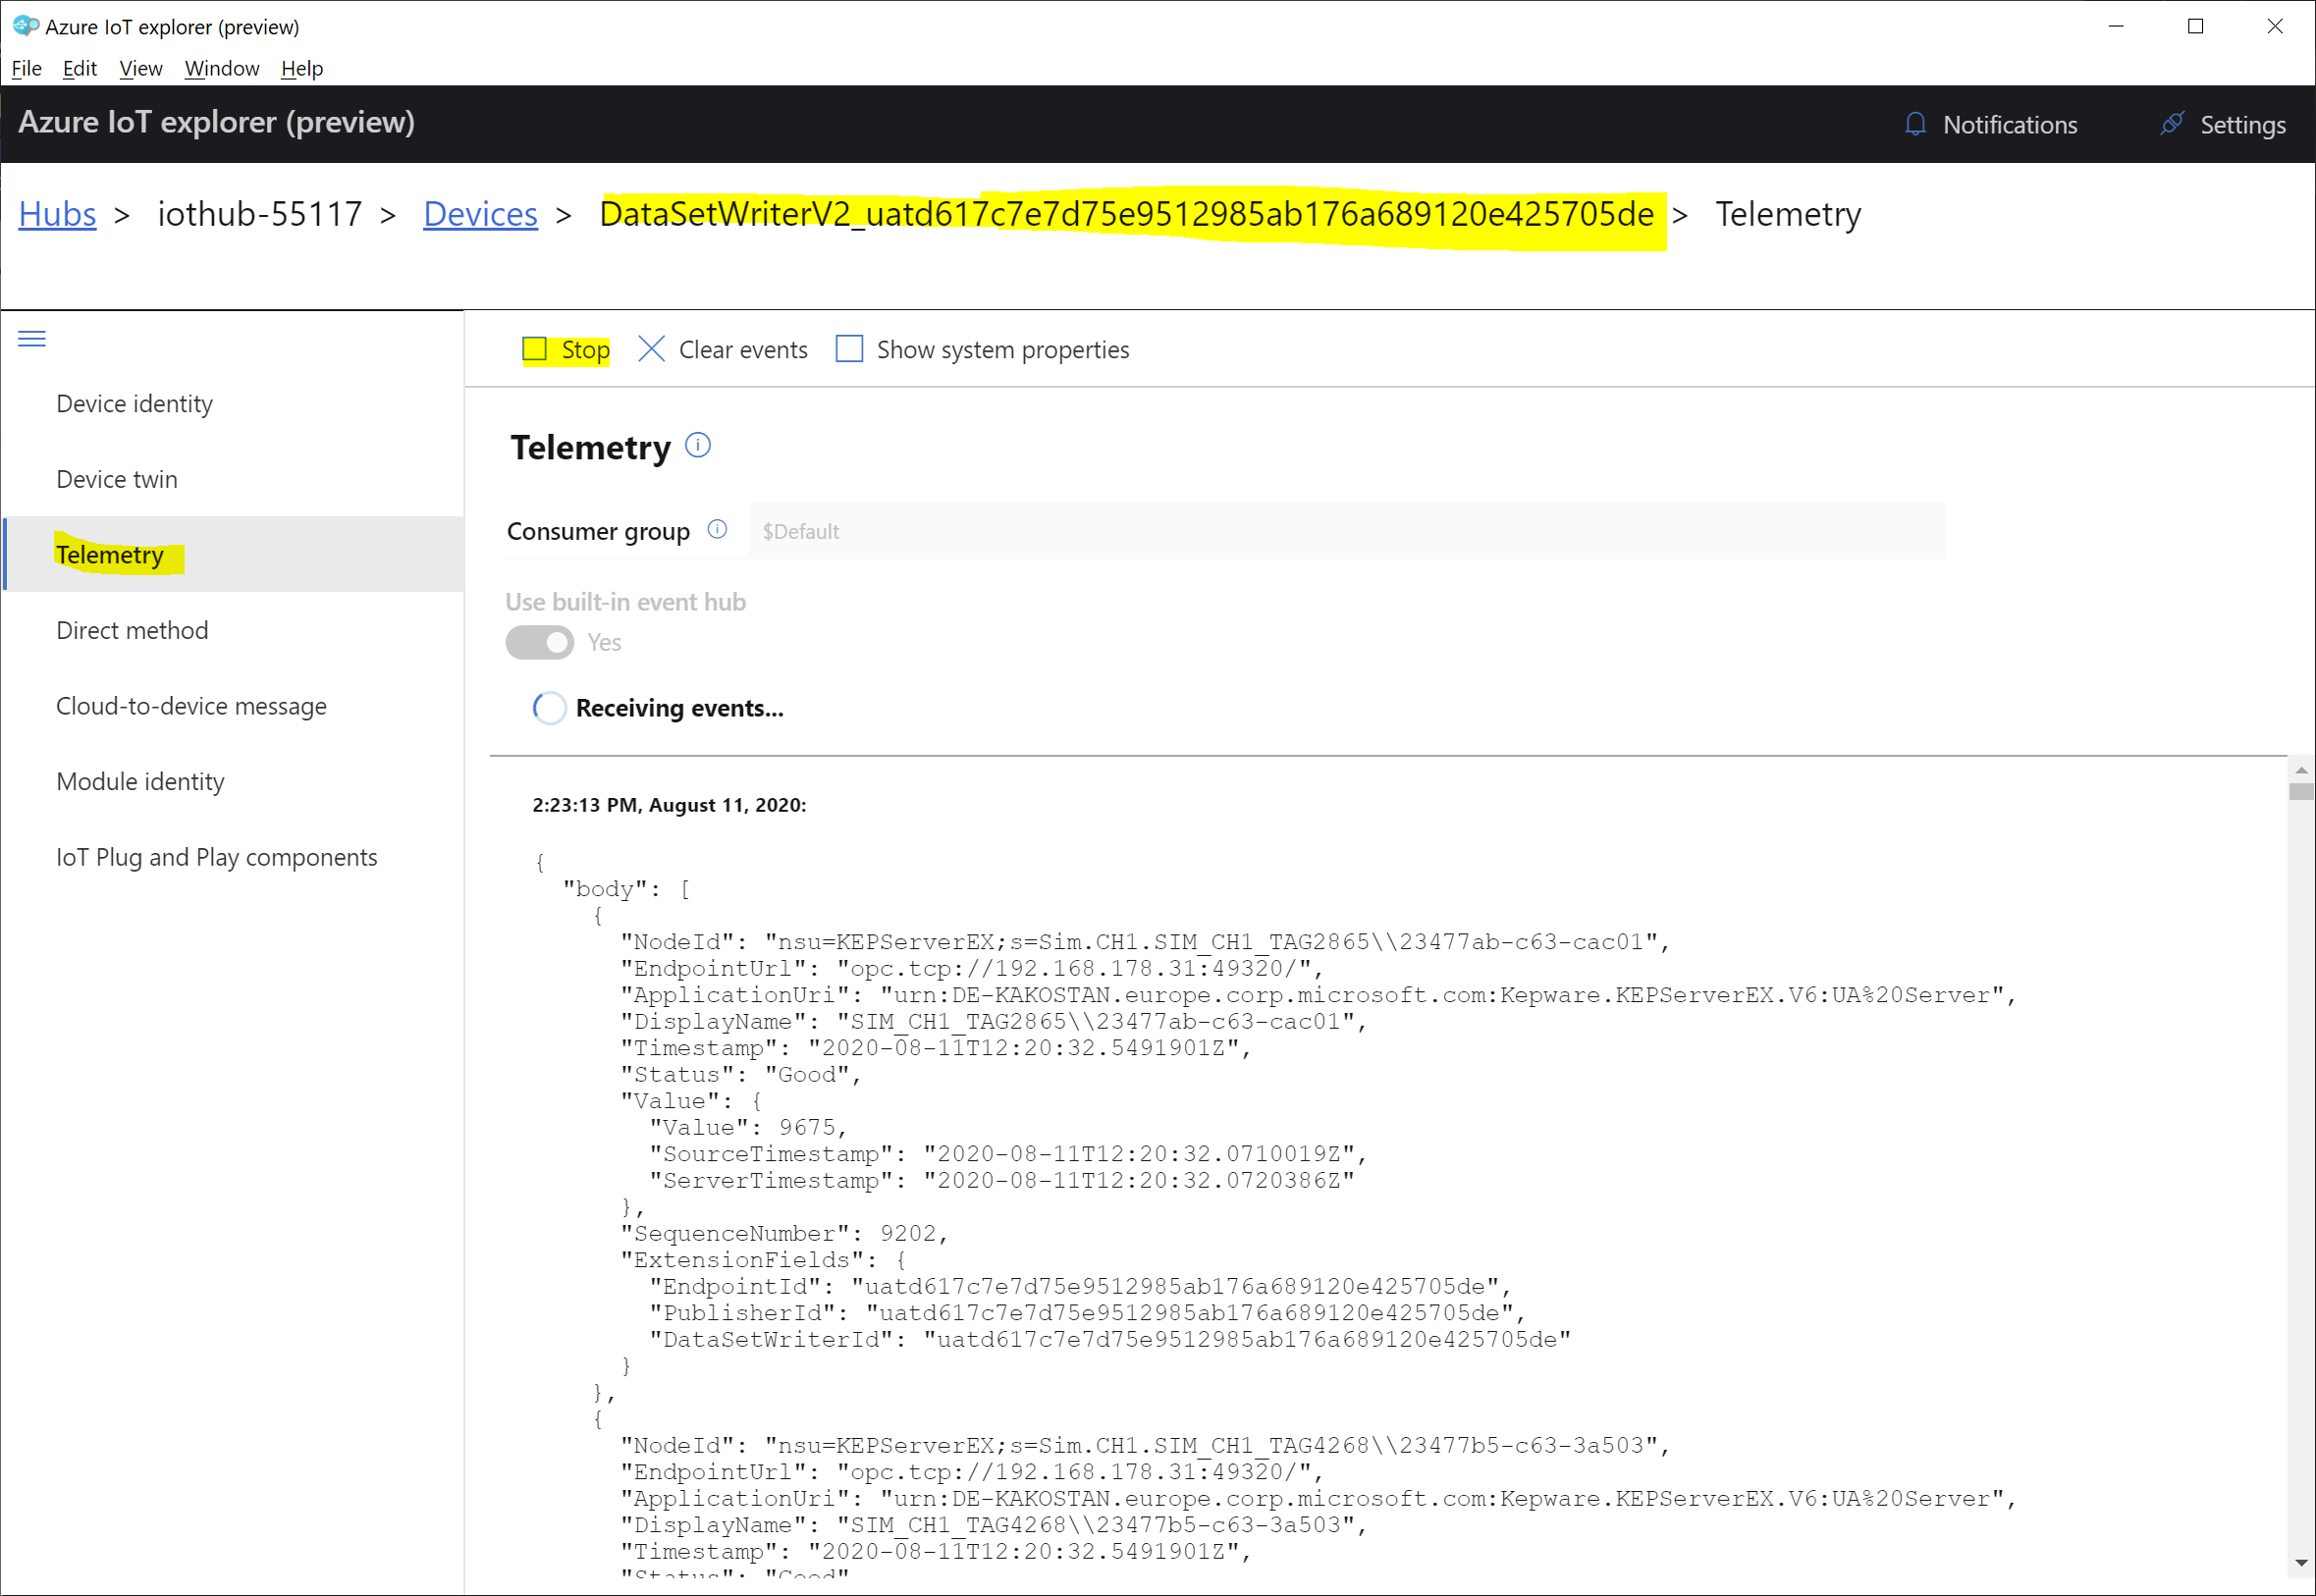 Azure IoT explorer (preview)
File Edit View Window Help
Azure IoT explorer (preview) Notifications Settings
Hubs > iothub-55117 > Devices > DataSetWriterV2_uatd617c7e7d75e9512985ab176a689120e425705de > Telemetry
Stop Clear events Show system properties
Device identity
Device twin
Telemetry
Direct method
Cloud-to-device message
Module identity
IoT Plug and Play components
Telemetry
Consumer group $Default
Use built-in event hub
Yes
Receiving events...
2:23:13 PM, August 11, 2020:
{
"body": [
{
"NodeId": "nsu=KEPServerEX;s=Sim.CH1.SIM_CH1_TAG2865\\23477ab-c63-cac01",
"EndpointUrl": "opc.tcp://192.168.178.31:49320/",
"ApplicationUri": "urn:DE-KAKOSTAN.europe.corp.microsoft.com:Kepware.KEPServerEX.V6:UA%20Server",
"DisplayName": "SIM_CH1_TAG2865\\23477ab-c63-cac01",
"Timestamp": "2020-08-11T12:20:32.5491901Z",
"Status": "Good",
"Value": {
"Value": 9675,
"SourceTimestamp": "2020-08-11T12:20:32.0710019Z",
"ServerTimestamp": "2020-08-11T12:20:32.0720386Z"
},
"SequenceNumber": 9202,
"ExtensionFields": {
"EndpointId": "uatd617c7e7d75e9512985ab176a689120e425705de",
"PublisherId": "uatd617c7e7d75e9512985ab176a689120e425705de",
"DataSetWriterId": "uatd617c7e7d75e9512985ab176a689120e425705de"
}
},
{
"NodeId": "nsu=KEPServerEX;s=Sim.CH1.SIM_CH1_TAG4268\\23477b5-c63-3a503",
"EndpointUrl": "opc.tcp://192.168.178.31:49320/",
"ApplicationUri": "urn:DE-KAKOSTAN.europe.corp.microsoft.com:Kepware.KEPServerEX.V6:UA%20Server",
"DisplayName": "SIM_CH1_TAG4268\\23477b5-c63-3a503",
"Timestamp": "2020-08-11T12:20:32.5491901Z",
"Status": "Good"